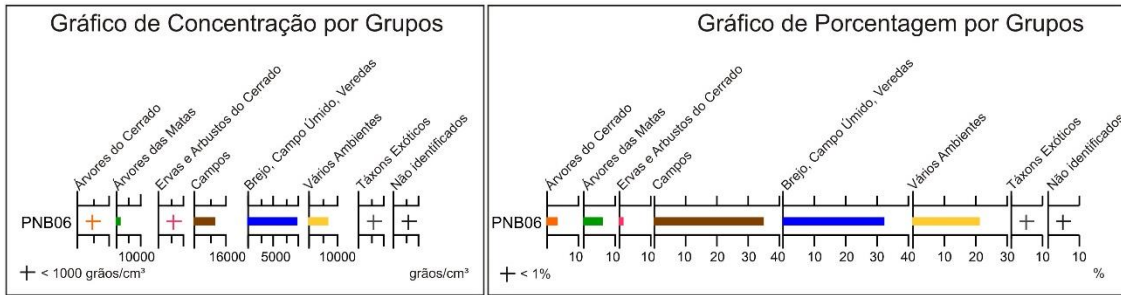 Gráfico de Concentração por Grupos
Árvores do Cerrado
Árvores das Matas
Ervas e Arbustos do Cerrado
Campos
Brejo, Campo Úmido, Veredas
Vários Ambientes
Táxons Exóticos
Não identificados
PNB06
10000 16000 5000 10000
+ < 1000 grãos/cm³ grãos/cm³
Gráfico de Porcentagem por Grupos
Árvores do Cerrado
Árvores das Matas
Ervas e Arbustos do Cerrado
Campos
Brejo, Campo Úmido, Veredas
Vários Ambientes
Táxons Exóticos
Não identificados
PNB06
10 10 10 10 20 30 40 10 20 30 40 10 20 30 40 10 10
+ < 1% %